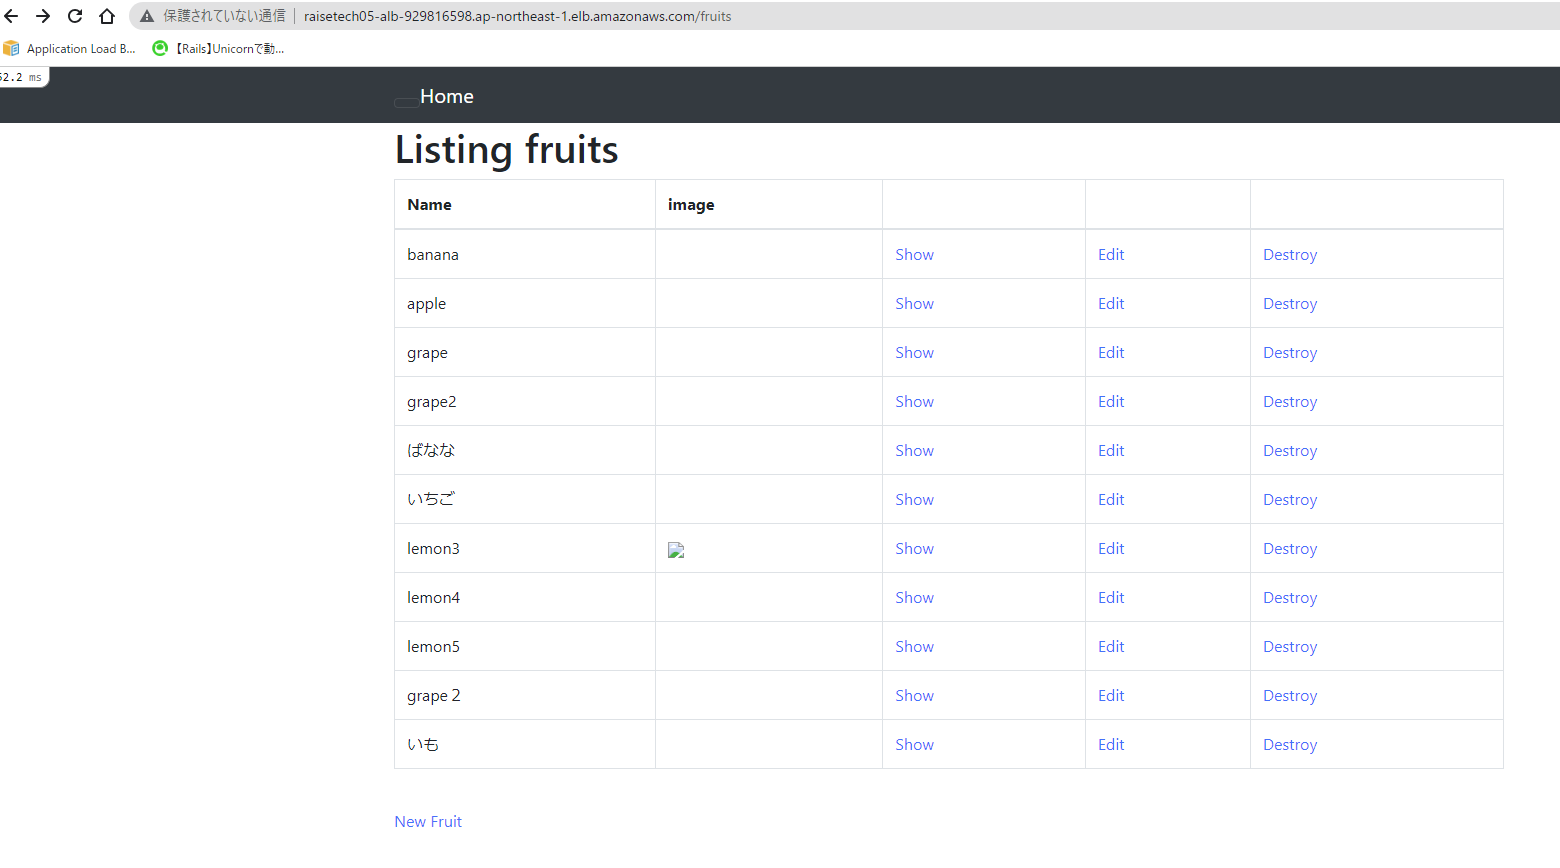 保護されていない通信 raisetech05-alb-929816598.ap-northeast-1.elb.amazonaws.com/fruits
Application Load B... 【Rails】Unicornで動...
52.2 ms
Home
Listing fruits
Name image
banana Show Edit Destroy
apple Show Edit Destroy
grape Show Edit Destroy
grape2 Show Edit Destroy
ばなな Show Edit Destroy
いちご Show Edit Destroy
lemon3 Show Edit Destroy
lemon4 Show Edit Destroy
lemon5 Show Edit Destroy
grape 2 Show Edit Destroy
いも Show Edit Destroy
New Fruit